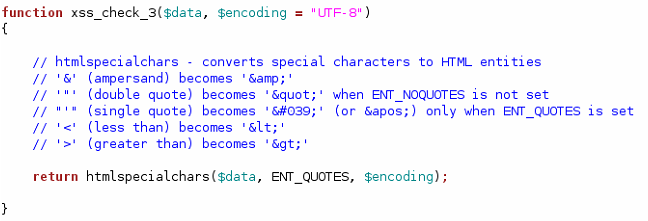 function xss_check_3($data, $encoding = "UTF-8")
{
// htmlspecialchars - converts special characters to HTML entities
// '&' (ampersand) becomes '&amp;'
// '"' (double quote) becomes '&quot;' when ENT_NOQUOTES is not set
// "'" (single quote) becomes '&#039;' (or &apos;) only when ENT_QUOTES is set
// '<' (less than) becomes '&lt;'
// '>' (greater than) becomes '&gt;'
return htmlspecialchars($data, ENT_QUOTES, $encoding);
}